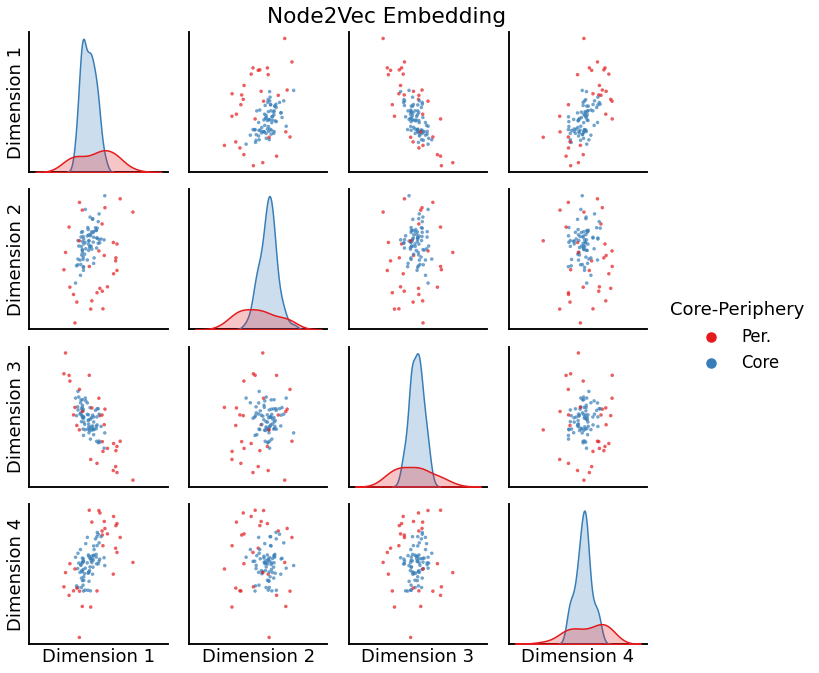 Node2Vec Embedding
Dimension 1
Dimension 2
Dimension 3
Dimension 4
Dimension 1
Dimension 2
Dimension 3
Dimension 4
Core-Periphery
Per.
Core